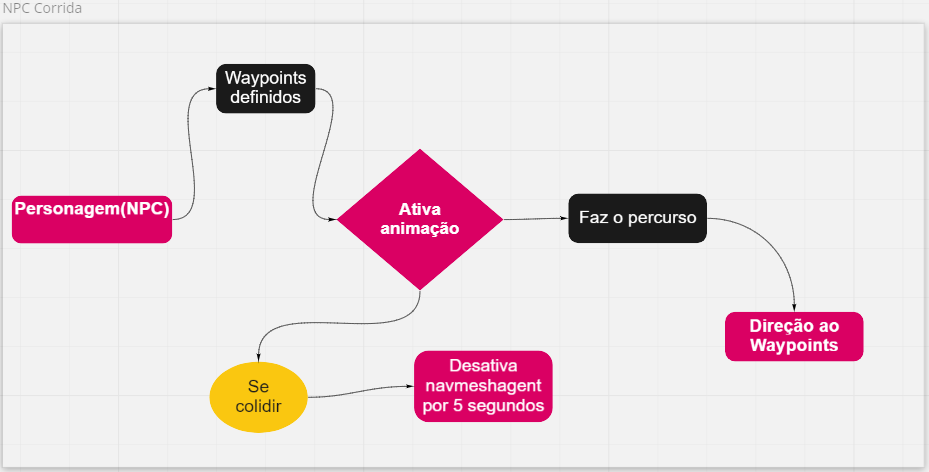 NPC Corrida
Waypoints
definidos
Personagem(NPC)
Ativa
animação
Faz o percurso
Direção ao
Waypoints
Se
colidir
Desativa
navmeshagent
por 5 segundos